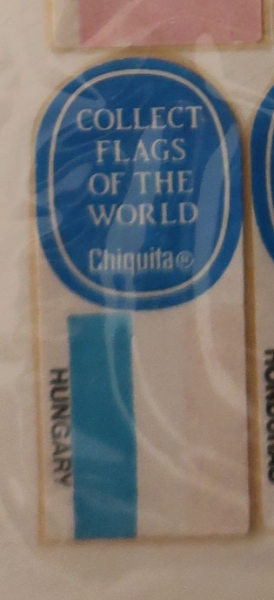 COLLECT
FLAGS
OF THE
WORLD
Chiquita®
HUNGARY